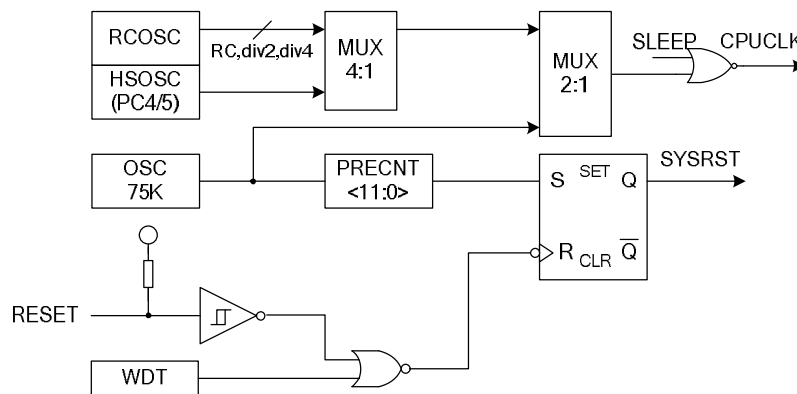 RCOSC
RC,div2,div4
HSOSC
(PC4/5)
MUX
4:1
MUX
2:1
SLEEP
CPUCLK
OSC
75K
PRECNT
<11:0>
S SET Q
R CLR Q
SYSRST
RESET
WDT